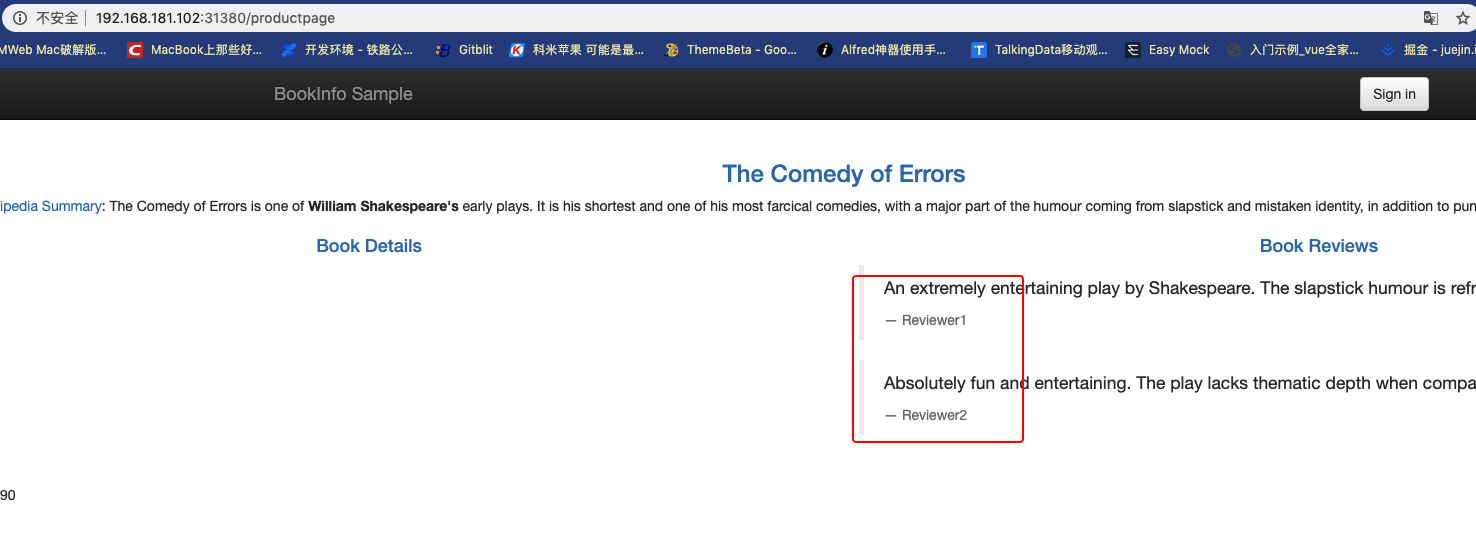 不安全 192.168.181.102:31380/productpage
MWeb Mac破解版... MacBook上那些好... 开发环境 - 铁路公... Gitblit 科米苹果 可能是最... ThemeBeta - Goo... Alfred神器使用手... TalkingData移动观... Easy Mock 入门示例_vue全家... 掘金 - juejin.i
BookInfo Sample Sign in
The Comedy of Errors
ipedia Summary: The Comedy of Errors is one of William Shakespeare's early plays. It is his shortest and one of his most farcical comedies, with a major part of the humour coming from slapstick and mistaken identity, in addition to pun
Book Details Book Reviews
An extremely entertaining play by Shakespeare. The slapstick humour is refr
— Reviewer1
Absolutely fun and entertaining. The play lacks thematic depth when compa
— Reviewer2
90